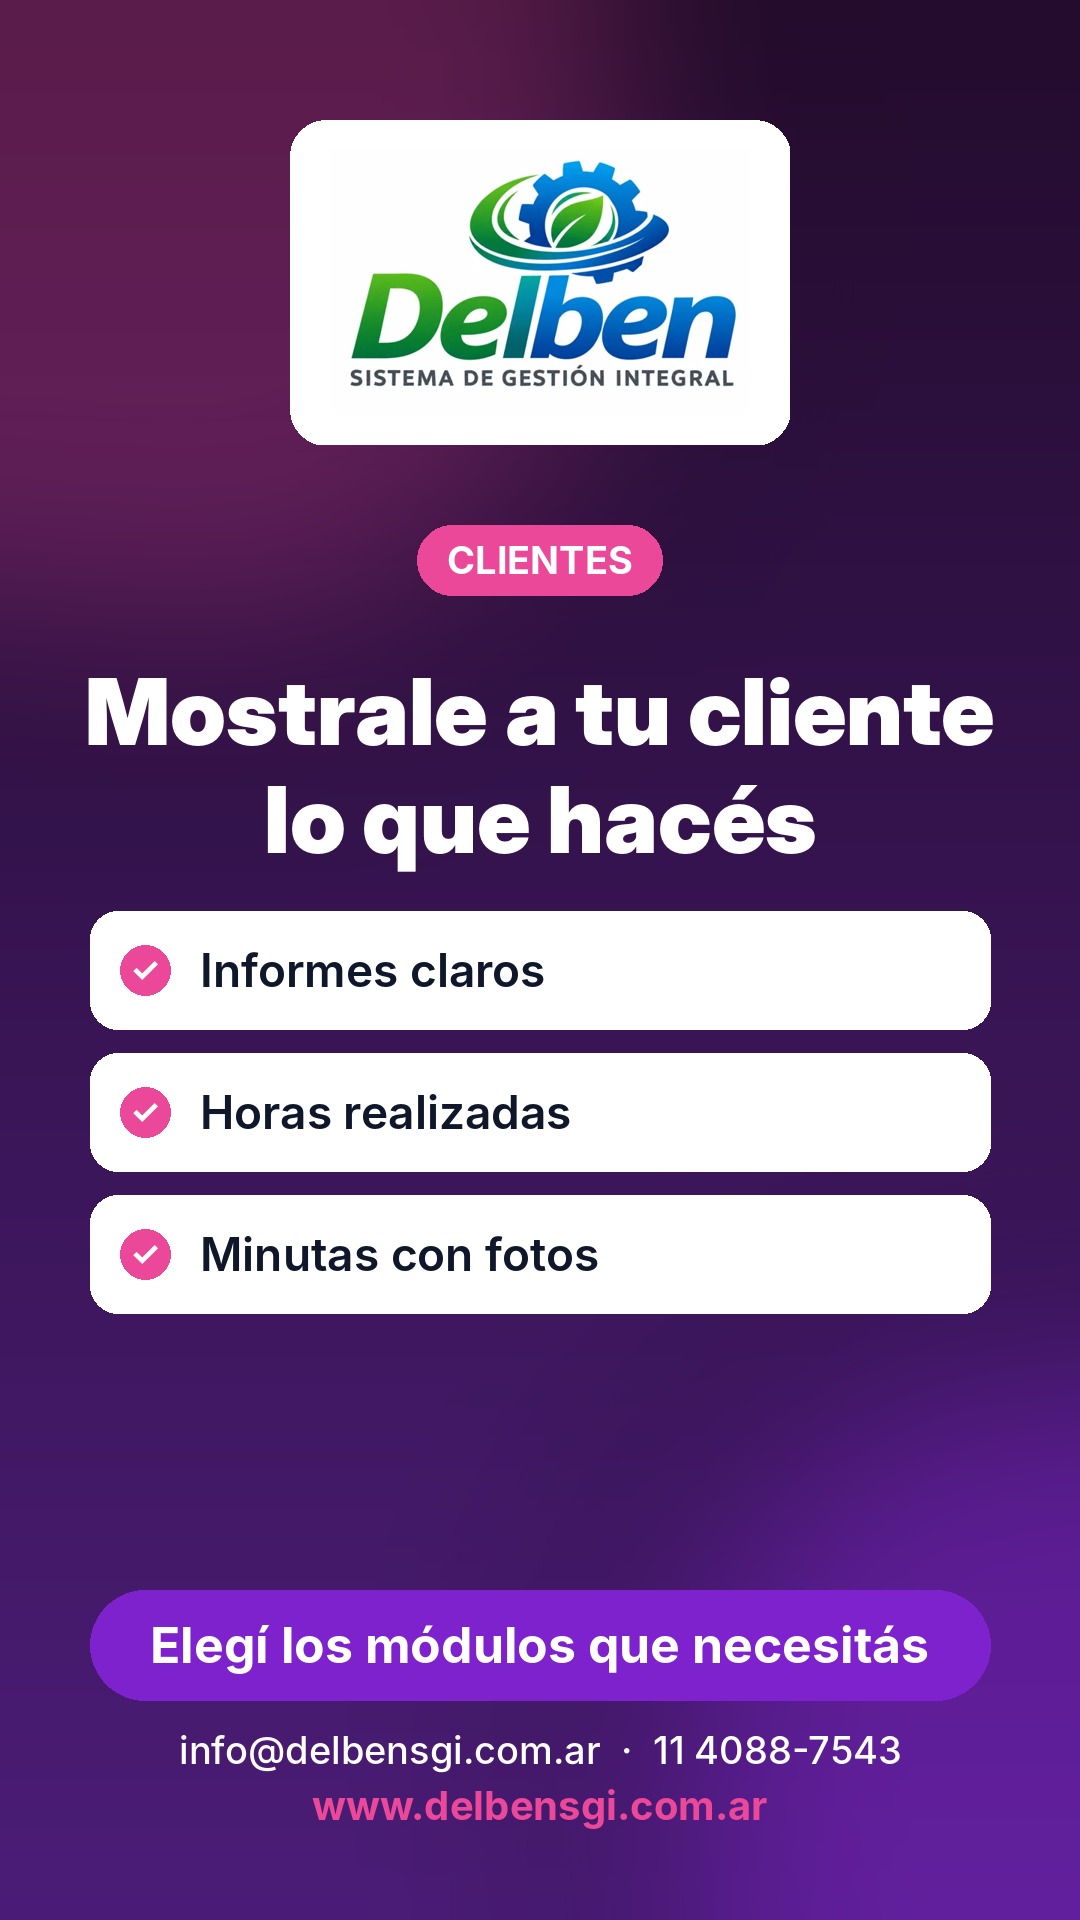 Delben
SISTEMA DE GESTIÓN INTEGRAL
CLIENTES
Mostrale a tu cliente
lo que hacés
Informes claros
Horas realizadas
Minutas con fotos
Elegí los módulos que necesitás
info@delbensgi.com.ar · 11 4088-7543
www.delbensgi.com.ar